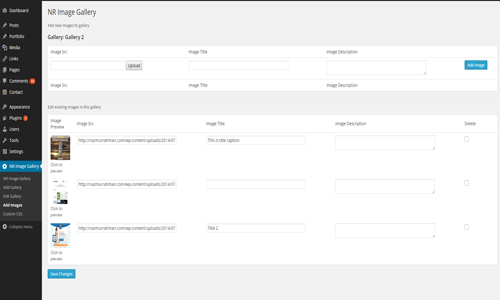 Dashboard
Posts
Portfolio
Media
Links
Pages
Comments
Contact
Appearance
Plugins
Users
Tools
Settings
NR Image Gallery
NR Image Gallery
Add Gallery
Edit Gallery
Add Images
Custom CSS
Collapse menu
NR Image Gallery
Add new images to gallery
Gallery: Gallery 2
Image Src Image Title Image Description
Upload Add Image
Image Src Image Title Image Description
Edit existing images in this gallery
Image Preview Image Src Image Title Image Description Delete
http://nazmurrahman.com/wp-content/uploads/2014/07 This is title caption
Click to preview
http://nazmurrahman.com/wp-content/uploads/2014/07
Click to preview
http://nazmurrahman.com/wp-content/uploads/2014/07 Title 2
Click to preview
Save Changes